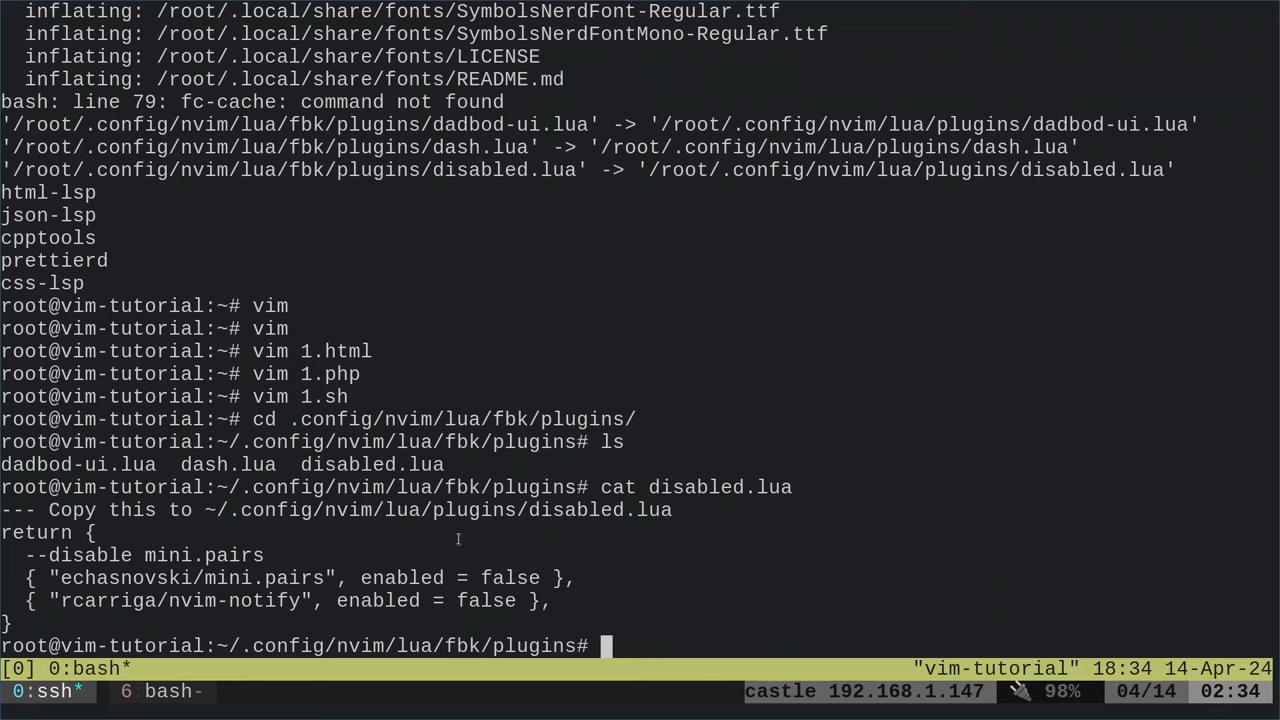 inflating: /root/.local/share/fonts/SymbolsNerdFont-Regular.ttf
  inflating: /root/.local/share/fonts/SymbolsNerdFontMono-Regular.ttf
  inflating: /root/.local/share/fonts/LICENSE
  inflating: /root/.local/share/fonts/README.md
bash: line 79: fc-cache: command not found
'/root/.config/nvim/lua/fbk/plugins/dadbod-ui.lua' -> '/root/.config/nvim/lua/plugins/dadbod-ui.lua'
'/root/.config/nvim/lua/fbk/plugins/dash.lua' -> '/root/.config/nvim/lua/plugins/dash.lua'
'/root/.config/nvim/lua/fbk/plugins/disabled.lua' -> '/root/.config/nvim/lua/plugins/disabled.lua'
html-lsp
json-lsp
cpptools
prettierd
css-lsp
root@vim-tutorial:~# vim
root@vim-tutorial:~# vim
root@vim-tutorial:~# vim 1.html
root@vim-tutorial:~# vim 1.php
root@vim-tutorial:~# vim 1.sh
root@vim-tutorial:~# cd .config/nvim/lua/fbk/plugins/
root@vim-tutorial:~/.config/nvim/lua/fbk/plugins# ls
dadbod-ui.lua  dash.lua  disabled.lua
root@vim-tutorial:~/.config/nvim/lua/fbk/plugins# cat disabled.lua
--- Copy this to ~/.config/nvim/lua/plugins/disabled.lua
return {
  --disable mini.pairs
  { "echasnovski/mini.pairs", enabled = false },
  { "rcarriga/nvim-notify", enabled = false },
}
root@vim-tutorial:~/.config/nvim/lua/fbk/plugins#
[0] 0:bash* "vim-tutorial" 18:34 14-Apr-24
0:ssh* 6 bash- castle 192.168.1.147 🔌 98% 04/14 02:34